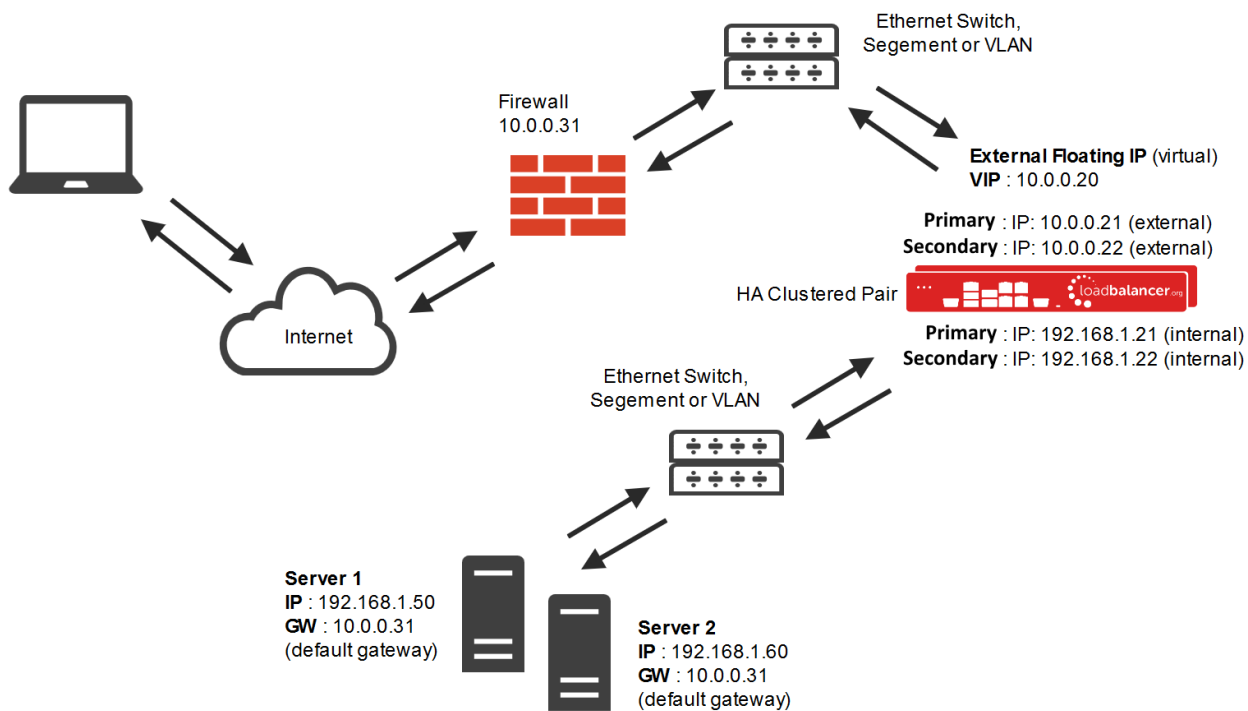 Ethernet Switch,
Segement or VLAN
Firewall
10.0.0.31
External Floating IP (virtual)
VIP : 10.0.0.20
Primary : IP: 10.0.0.21 (external)
Secondary : IP: 10.0.0.22 (external)
HA Clustered Pair
loadbalancer.org
Internet
Primary : IP: 192.168.1.21 (internal)
Secondary : IP: 192.168.1.22 (internal)
Ethernet Switch,
Segement or VLAN
Server 1
IP : 192.168.1.50
GW : 10.0.0.31
(default gateway)
Server 2
IP : 192.168.1.60
GW : 10.0.0.31
(default gateway)